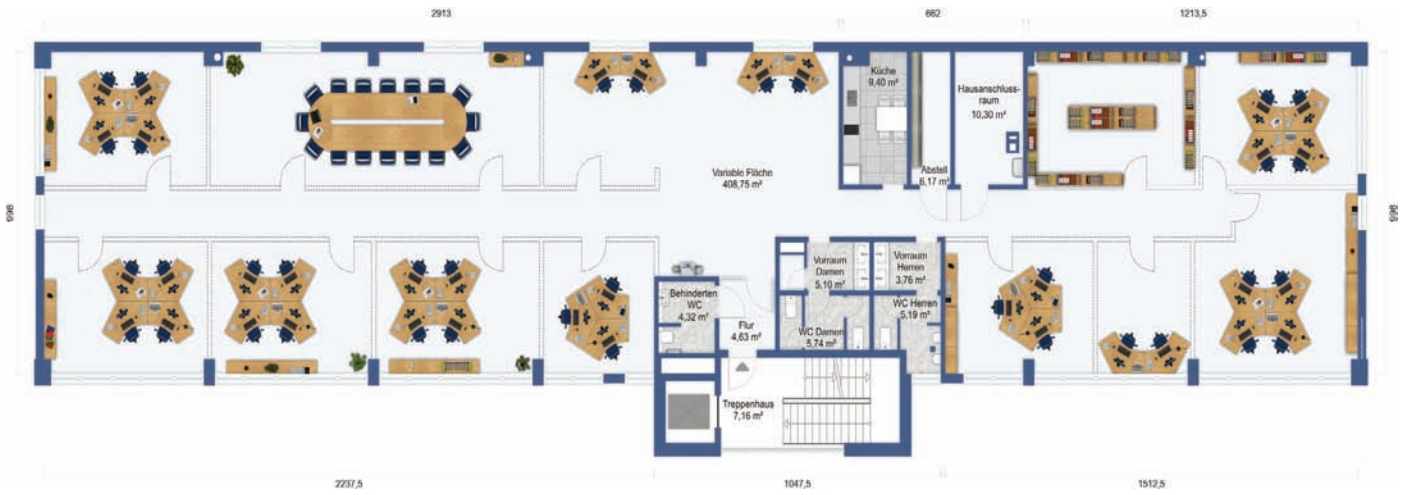 2913
662
1213,5
998
Küche
9,40 m²
Hausanschluss-
raum
10,30 m²
Abstell
6,17 m²
Variable Fläche
408,75 m²
998
Vorraum
Damen
5,10 m²
Vorraum
Herren
3,76 m²
Behinderten
WC
4,32 m²
Flur
4,63 m²
WC Damen
5,74 m²
WC Herren
5,19 m²
Treppenhaus
7,16 m²
2237,5
1047,5
1512,5